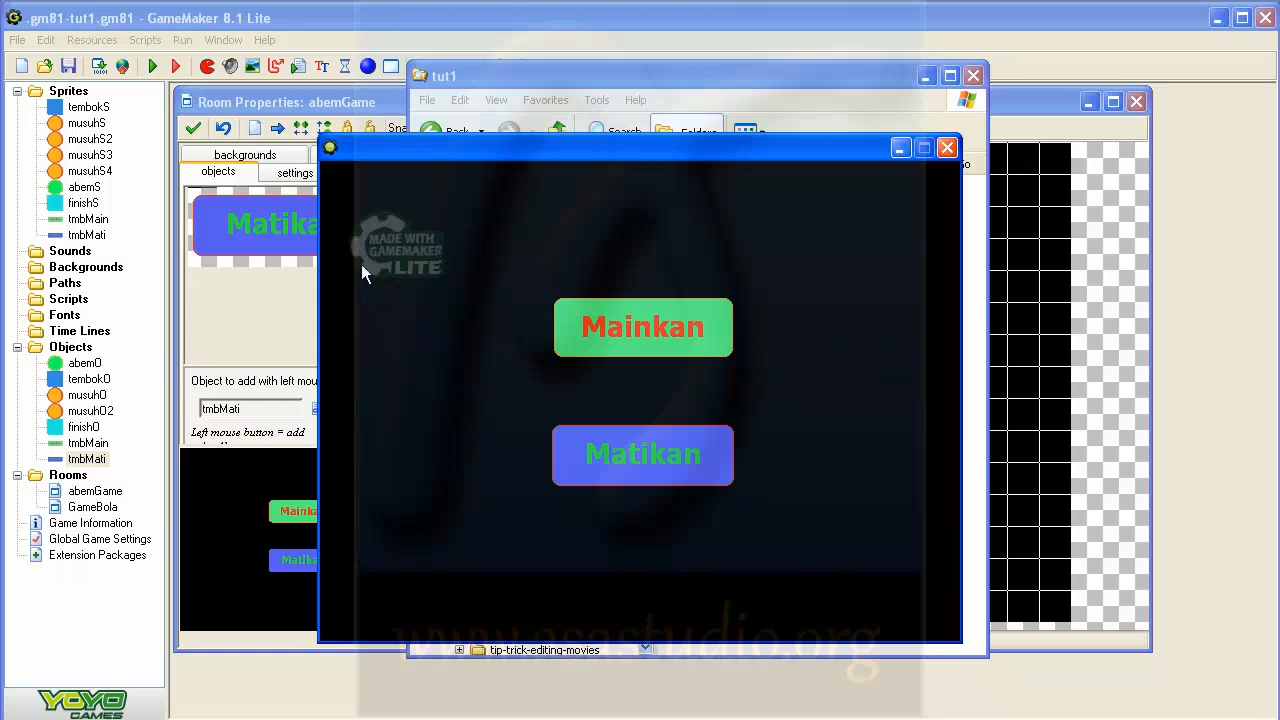 .gm81-tut1.gm81 - GameMaker 8.1 Lite
File Edit Resources Scripts Run Window Help
Sprites
tembokS
musuhS
musuhS2
musuhS3
musuhS4
abemS
finishS
tmbMain
tmbMati
Sounds
Backgrounds
Paths
Scripts
Fonts
Time Lines
Objects
abemO
tembokO
musuhO
musuhO2
finishO
tmbMain
tmbMati
Rooms
abemGame
GameBola
Game Information
Global Game Settings
Extension Packages
YOYO
GAMES
Room Properties: abemGame
backgrounds
objects settings
Object to add with left mou
tmbMati
Left mouse button = add
Mainka
Matika
tut1
File Edit View Favorites Tools Help
Back Search Folders
MADE WITH
GAMEMAKER
LITE
Mainkan
Matikan
www.asastudio.org
tip-trick-editing-movies